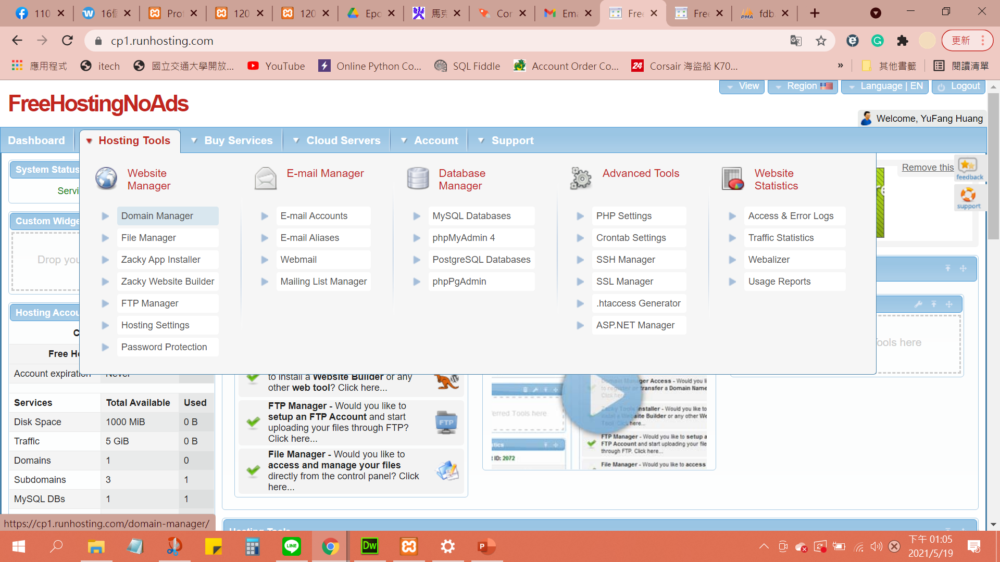 110
16個
Pro
120
120
Epo
馬克
Cor
Ema
Free
Free
fdb
cp1.runhosting.com
更新
應用程式
itech
國立交通大學開放...
YouTube
Online Python Co...
SQL Fiddle
Account Order Co...
Corsair 海盜船 K70...
»
其他書籤
閱讀清單
FreeHostingNoAds
View
Region
Language | EN
Logout
Welcome, YuFang Huang
Dashboard
Hosting Tools
Buy Services
Cloud Servers
Account
Support
System Status
Servi
Custom Widge
Drop you
Hosting Accou
Free Ho
Account expiration
Never
Website
Manager
Domain Manager
File Manager
Zacky App Installer
Zacky Website Builder
FTP Manager
Hosting Settings
Password Protection
E-mail Manager
E-mail Accounts
E-mail Aliases
Webmail
Mailing List Manager
Database
Manager
MySQL Databases
phpMyAdmin 4
PostgreSQL Databases
phpPgAdmin
Advanced Tools
PHP Settings
Crontab Settings
SSH Manager
SSL Manager
.htaccess Generator
ASP.NET Manager
Website
Statistics
Access & Error Logs
Traffic Statistics
Webalizer
Usage Reports
Remove this
feedback
support
ools here
Services Total Available Used
Disk Space 1000 MiB 0 B
Traffic 5 GiB 0 B
Domains 1 0
Subdomains 3 1
MySQL DBs 1 1
to install a Website Builder or any
other web tool? Click here...
FTP Manager - Would you like to
setup an FTP Account and start
uploading your files through FTP?
Click here...
FTP
File Manager - Would you like to
access and manage your files
directly from the control panel? Click
here...
erred Tools here
stics
t ID: 2072
Domain Manager Access - Would you li
to register or transfer a Domain Name
Click here...
Zacky Tools Installer - Would you like to
install a Website Builder or any other We
Tool? Click here...
FTP Manager - Would you like to setup a
FTP Account and start uploading your file
through FTP. Click here...
File Manager - Would you like to access
Hosting Tools
https://cp1.runhosting.com/domain-manager/
下午 01:05
2021/5/19